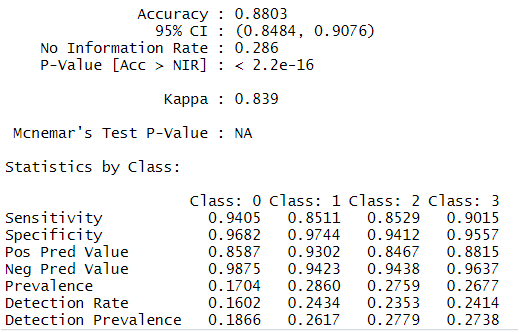 Accuracy : 0.8803
95% CI : (0.8484, 0.9076)
No Information Rate : 0.286
P-Value [Acc > NIR] : < 2.2e-16
Kappa : 0.839
Mcnemar's Test P-Value : NA
Statistics by Class:
Class: 0 Class: 1 Class: 2 Class: 3
Sensitivity 0.9405 0.8511 0.8529 0.9015
Specificity 0.9682 0.9744 0.9412 0.9557
Pos Pred Value 0.8587 0.9302 0.8467 0.8815
Neg Pred Value 0.9875 0.9423 0.9438 0.9637
Prevalence 0.1704 0.2860 0.2759 0.2677
Detection Rate 0.1602 0.2434 0.2353 0.2414
Detection Prevalence 0.1866 0.2617 0.2779 0.2738